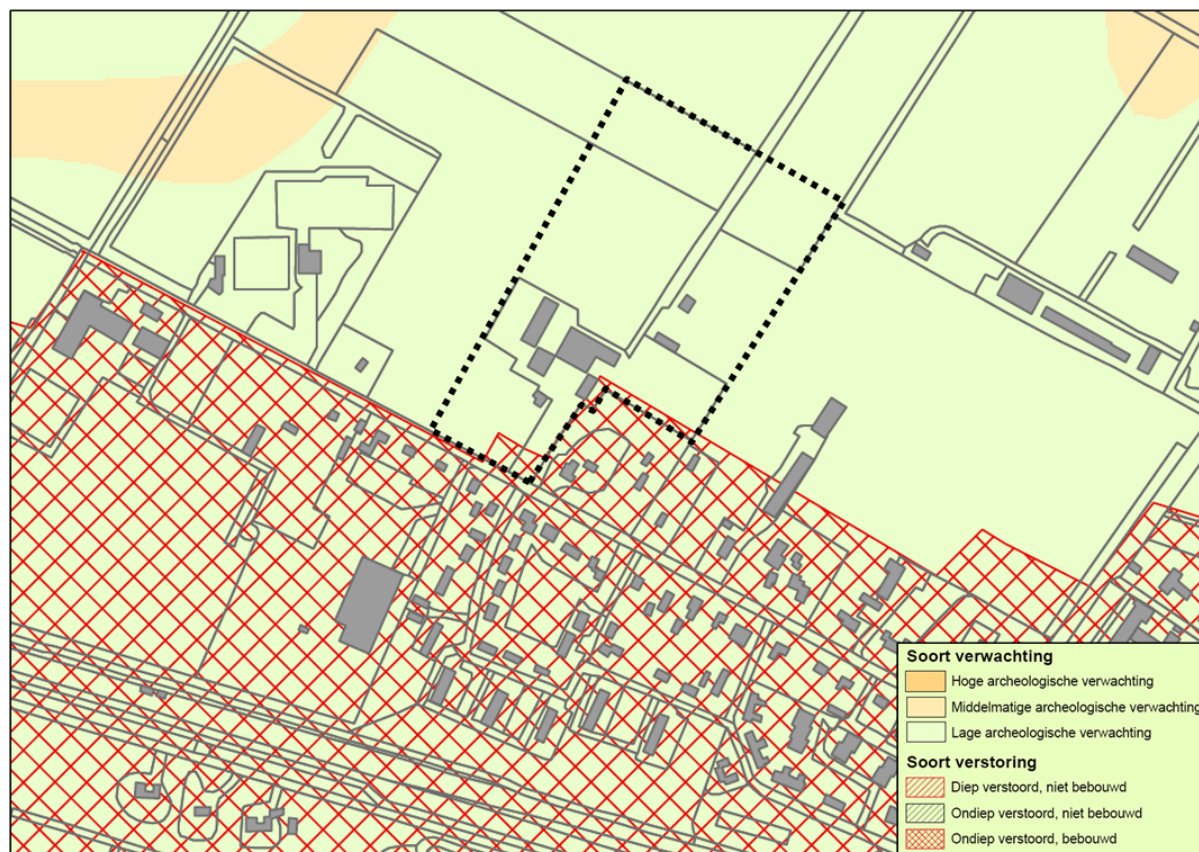 Soort verwachting
Hoge archeologische verwachting
Middelmatige archeologische verwachting
Lage archeologische verwachting
Soort verstoring
Diep verstoord, niet bebouwd
Ondiep verstoord, niet bebouwd
Ondiep verstoord, bebouwd